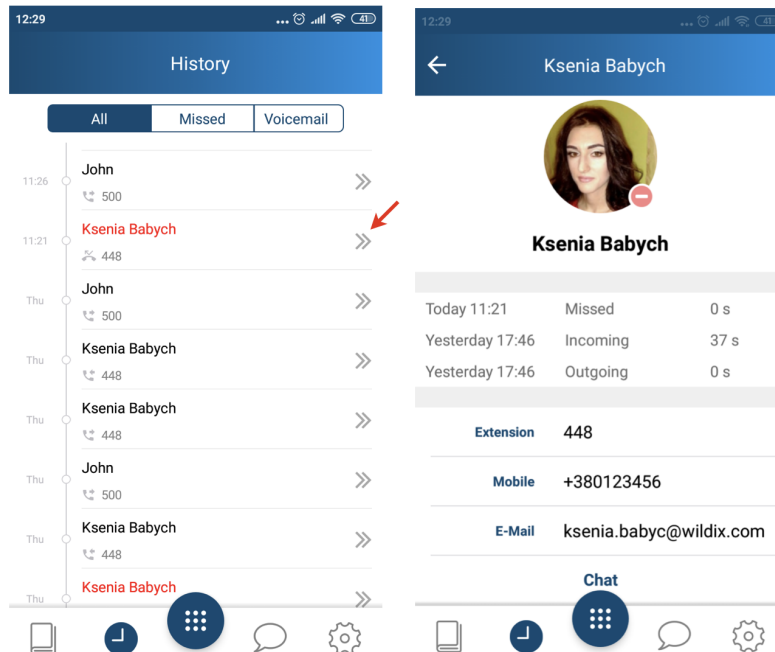 12:29
... 41
History
All Missed Voicemail
John
11:26
500
Ksenia Babych
11:21
448
John
Thu
500
Ksenia Babych
Thu
448
Ksenia Babych
Thu
448
John
Thu
500
Ksenia Babych
Thu
448
Ksenia Babych
Thu
12:29
... 41
Ksenia Babych
Ksenia Babych
Today 11:21 Missed 0 s
Yesterday 17:46 Incoming 37 s
Yesterday 17:46 Outgoing 0 s
Extension 448
Mobile +380123456
E-Mail ksenia.babyc@wildix.com
Chat